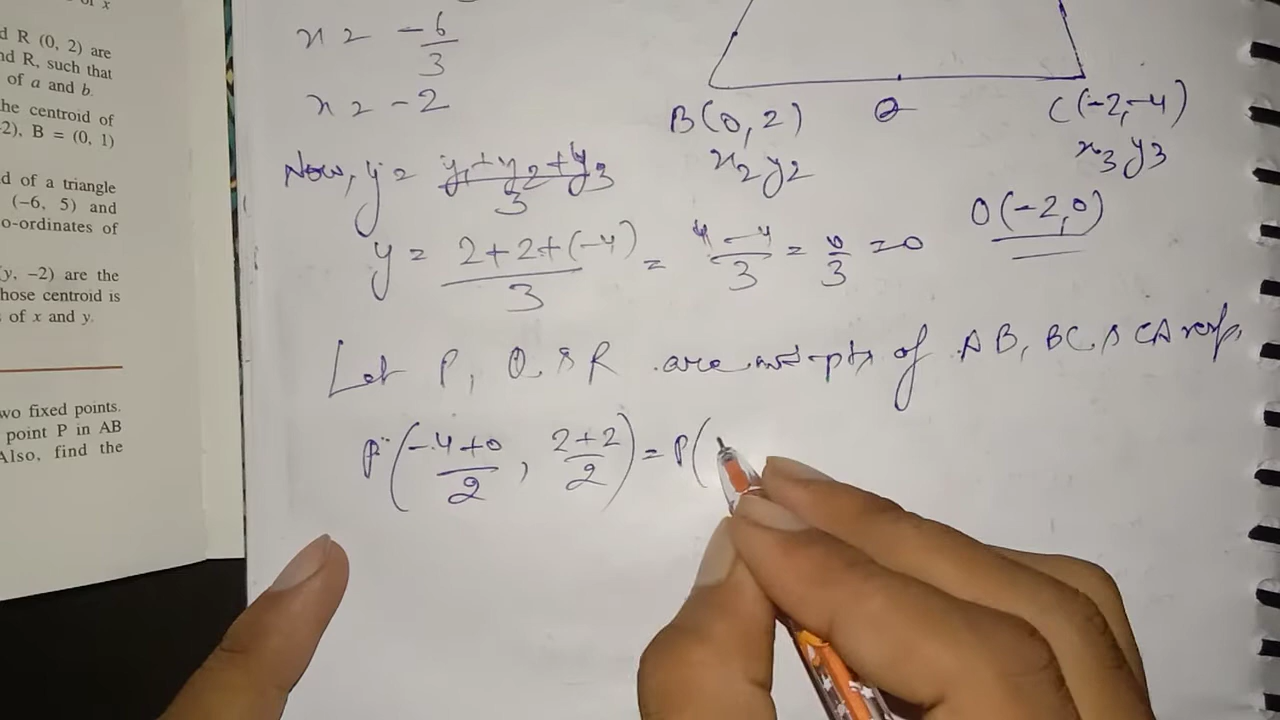 d R (0, 2) are
nd R, such that
of a and b.
he centroid of
2), B = (0, 1)
d of a triangle
(-6, 5) and
o-ordinates of
y, -2) are the
hose centroid is
of x and y.
wo fixed points.
point P in AB
Also, find the
x = -6/3
x = -2
B(0, 2) Q C(-2, -4)
x2 y2 x3 y3
Now, y = y1+y2+y3/3
O(-2, 0)
y = 2+2+(-4)/3 = 4-4/3 = 0/3 = 0
Let P, Q & R are mid-pts of AB, BC & CA resp.
P (-4+0/2, 2+2/2) = P(